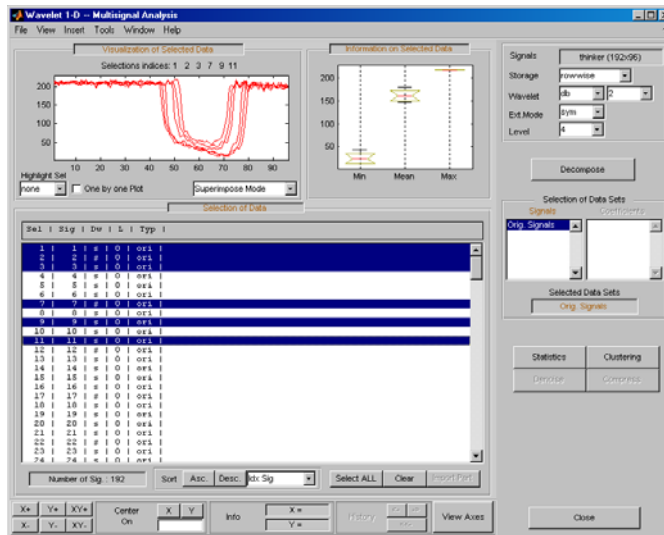 Wavelet 1-D -- Multisignal Analysis
File View Insert Tools Window Help
Visualization of Selected Data
Selections indices: 1 2 3 7 9 11
200
150
100
50
10 20 30 40 50 60 70 80 90
Highlight Sel
none
One by one Plot
Superimpose Mode
Information on Selected Data
200
150
100
50
Min Mean Max
Selection of Data
Sel | Sig | Dw | L | Typ |
1 | 1 | s | 0 | ori |
2 | 2 | s | 0 | ori |
3 | 3 | s | 0 | ori |
4 | 4 | s | 0 | ori |
5 | 5 | s | 0 | ori |
6 | 6 | s | 0 | ori |
7 | 7 | s | 0 | ori |
8 | 8 | s | 0 | ori |
9 | 9 | s | 0 | ori |
10 | 10 | s | 0 | ori |
11 | 11 | s | 0 | ori |
12 | 12 | s | 0 | ori |
13 | 13 | s | 0 | ori |
14 | 14 | s | 0 | ori |
15 | 15 | s | 0 | ori |
16 | 16 | s | 0 | ori |
17 | 17 | s | 0 | ori |
18 | 18 | s | 0 | ori |
19 | 19 | s | 0 | ori |
20 | 20 | s | 0 | ori |
21 | 21 | s | 0 | ori |
22 | 22 | s | 0 | ori |
23 | 23 | s | 0 | ori |
24 | 24 | s | 0 | ori |
Number of Sig. : 192
Sort Asc. Desc. Idx Sig
Select ALL Clear Import Part
Signals thinker (192x96)
Storage rowwise
Wavelet db 2
Ext.Mode sym
Level 4
Decompose
Selection of Data Sets
Signals Coefficients
Orig. Signals
Selected Data Sets
Orig. Signals
Statistics Clustering
Denoise Compress
X+ Y+ XY+
X- Y- XY-
Center On
X Y
Info
X =
Y =
History
View Axes
Close